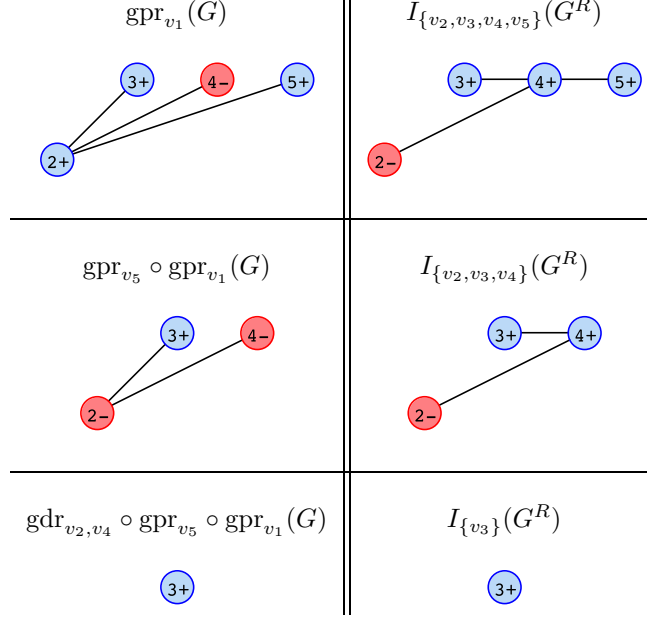 gpr_{v_1}(G) I_{\{v_2,v_3,v_4,v_5\}}(G^R)
3+ 4− 5+ 3+ 4+ 5+
2+ 2−
gpr_{v_5} ∘ gpr_{v_1}(G) I_{\{v_2,v_3,v_4\}}(G^R)
3+ 4− 3+ 4+
2− 2−
gdr_{v_2,v_4} ∘ gpr_{v_5} ∘ gpr_{v_1}(G) I_{\{v_3\}}(G^R)
3+ 3+